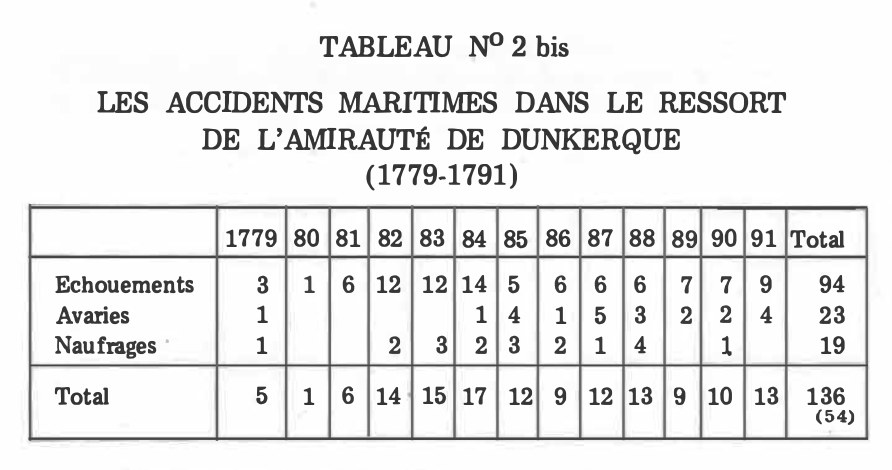 TABLEAU Nº 2 bis
LES ACCIDENTS MARITIMES DANS LE RESSORT
DE L'AMIRAUTÉ DE DUNKERQUE
(1779-1791)
1779 80 81 82 83 84 85 86 87 88 89 90 91 Total
Echouements 3 1 6 12 12 14 5 6 6 6 7 7 9 94
Avaries 1 1 4 1 5 3 2 2 4 23
Naufrages 1 2 3 2 3 2 1 4 1 19
Total 5 1 6 14 15 17 12 9 12 13 9 10 13 136
(54)